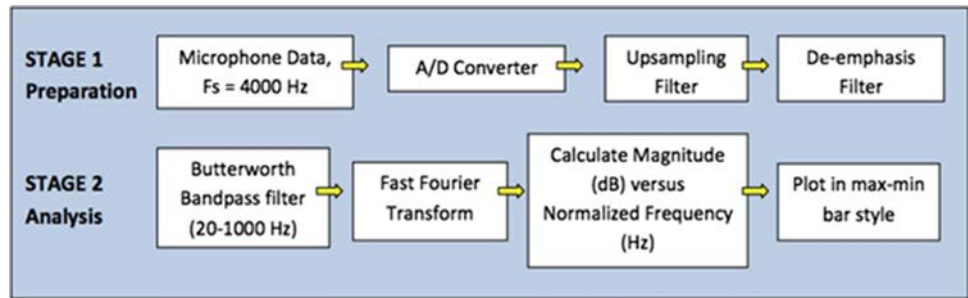 STAGE 1
Preparation
Microphone Data,
Fs = 4000 Hz
A/D Converter
Upsampling
Filter
De-emphasis
Filter
STAGE 2
Analysis
Butterworth
Bandpass filter
(20-1000 Hz)
Fast Fourier
Transform
Calculate Magnitude
(dB) versus
Normalized Frequency
(Hz)
Plot in max-min
bar style